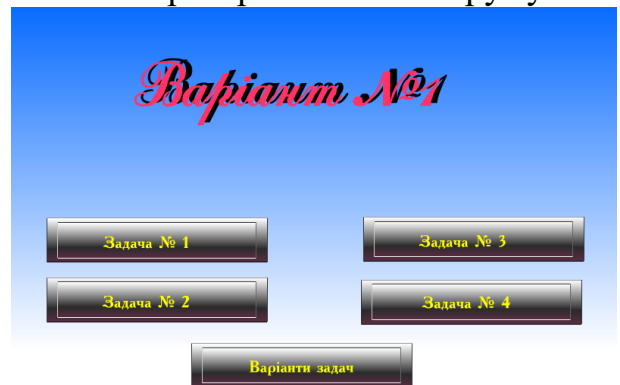 Варіант №1
Задача № 1
Задача № 3
Задача № 2
Задача № 4
Варіанти задач